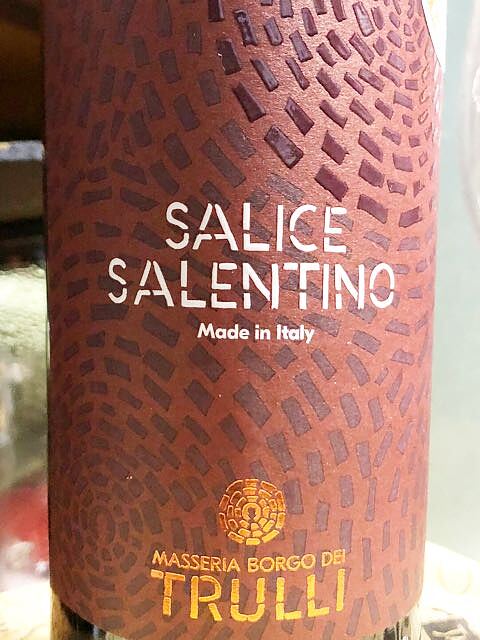 SALICE
SALENTINO
Made in Italy
MASSERIA BORGO DEI
TRULLI